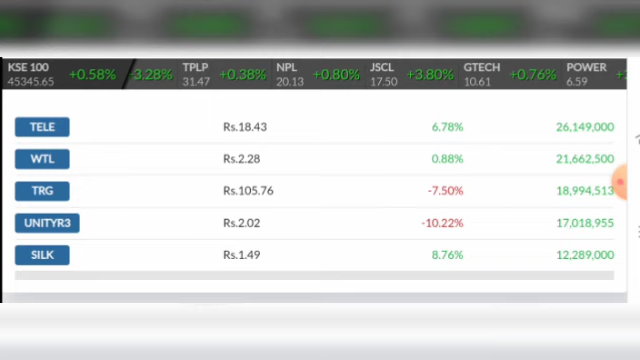 KSE 100 45345.65 +0.58% 3.28% TPLP 31.47 +0.38% NPL 20.13 +0.80% JSCL 17.50 +3.80% GTECH 10.61 +0.76% POWER 6.59
TELE Rs.18.43 6.78% 26,149,000
WTL Rs.2.28 0.88% 21,662,500
TRG Rs.105.76 -7.50% 18,994,513
UNITYR3 Rs.2.02 -10.22% 17,018,955
SILK Rs.1.49 8.76% 12,289,000